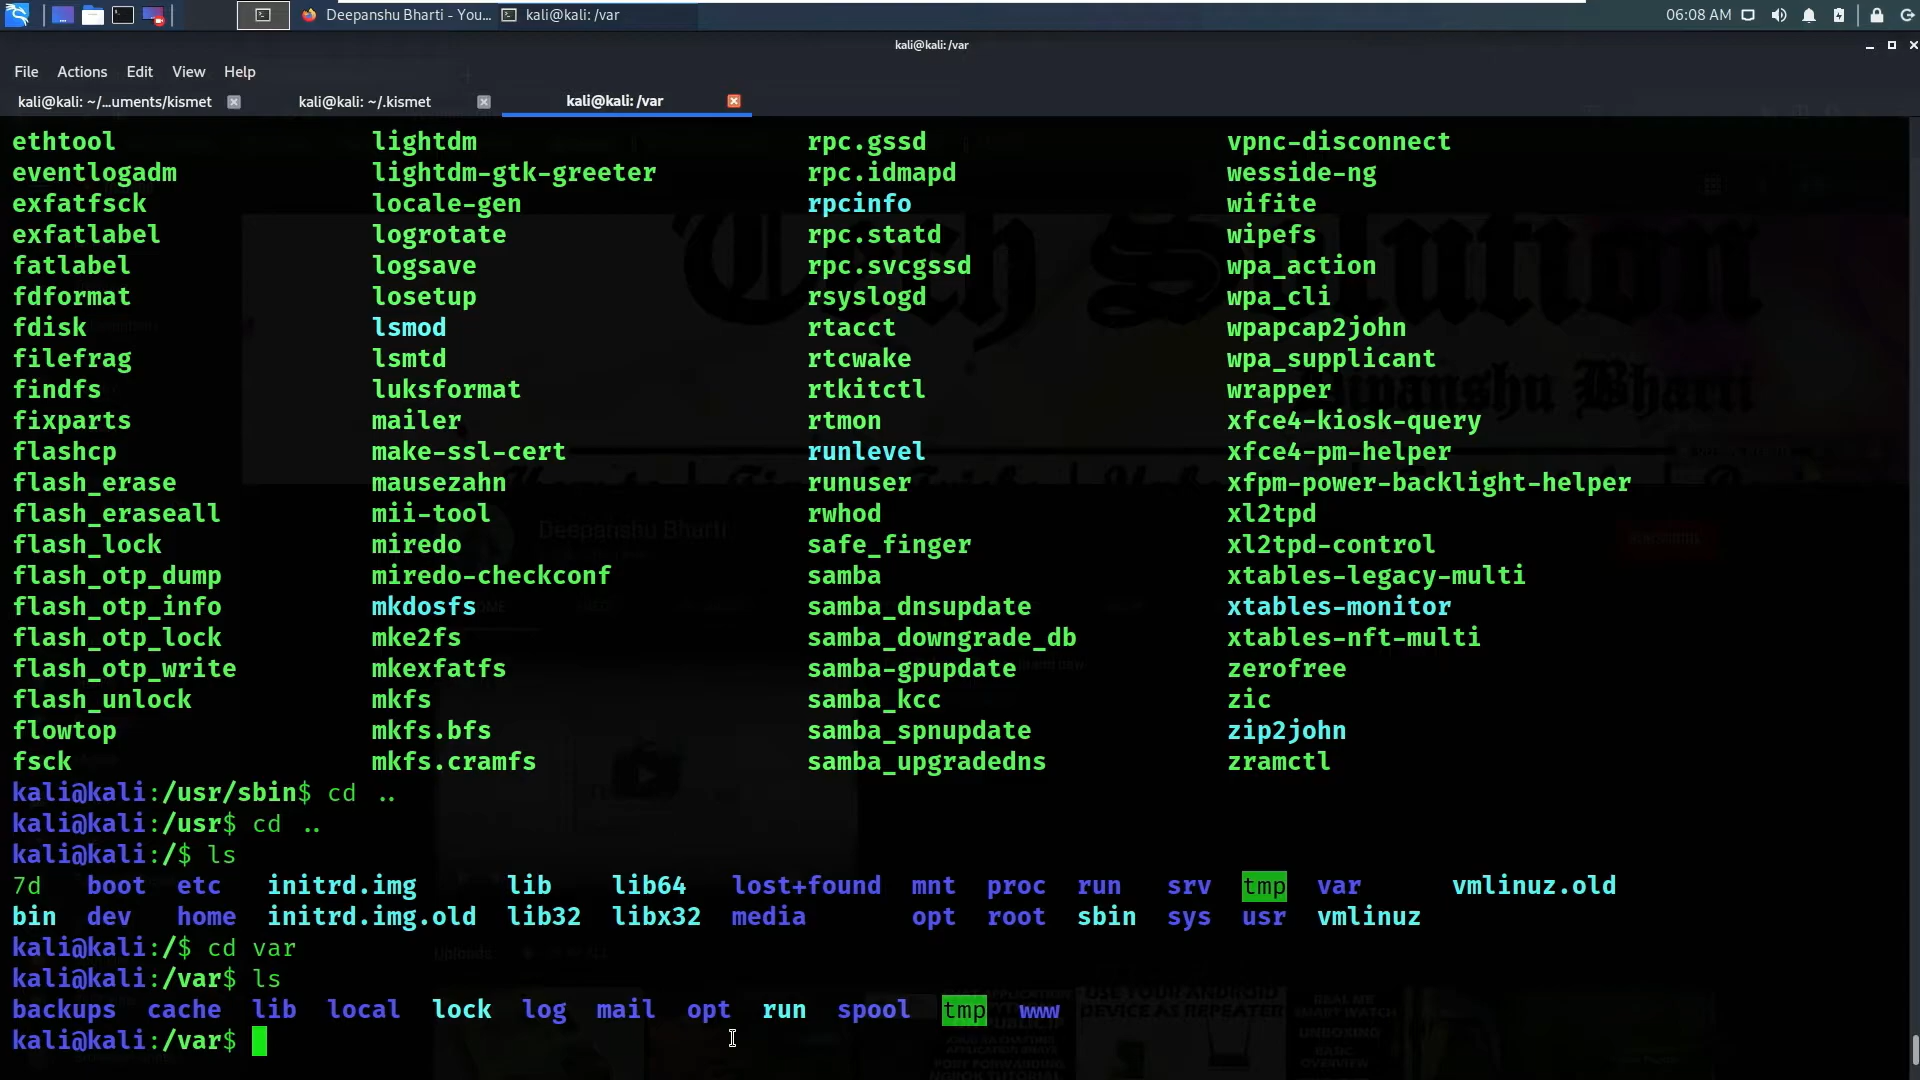 Deepanshu Bharti - You... kali@kali: /var 06:08 AM
kali@kali: /var
File Actions Edit View Help
kali@kali: ~/...uments/kismet kali@kali: ~/.kismet kali@kali: /var
ethtool lightdm rpc.gssd vpnc-disconnect
eventlogadm lightdm-gtk-greeter rpc.idmapd wesside-ng
exfatfsck locale-gen rpcinfo wifite
exfatlabel logrotate rpc.statd wipefs
fatlabel logsave rpc.svcgssd wpa_action
fdformat losetup rsyslogd wpa_cli
fdisk lsmod rtacct wpapcap2john
filefrag lsmtd rtcwake wpa_supplicant
findfs luksformat rtkitctl wrapper
fixparts mailer rtmon xfce4-kiosk-query
flashcp make-ssl-cert runlevel xfce4-pm-helper
flash_erase mausezahn runuser xfpm-power-backlight-helper
flash_eraseall mii-tool rwhod xl2tpd
flash_lock miredo safe_finger xl2tpd-control
flash_otp_dump miredo-checkconf samba xtables-legacy-multi
flash_otp_info mkdosfs samba_dnsupdate xtables-monitor
flash_otp_lock mke2fs samba_downgrade_db xtables-nft-multi
flash_otp_write mkexfatfs samba-gpupdate zerofree
flash_unlock mkfs samba_kcc zic
flowtop mkfs.bfs samba_spnupdate zip2john
fsck mkfs.cramfs samba_upgradedns zramctl
kali@kali:/usr/sbin$ cd ..
kali@kali:/usr$ cd ..
kali@kali:/$ ls
7d boot etc initrd.img lib lib64 lost+found mnt proc run srv tmp var vmlinuz.old
bin dev home initrd.img.old lib32 libx32 media opt root sbin sys usr vmlinuz
kali@kali:/$ cd var
kali@kali:/var$ ls
backups cache lib local lock log mail opt run spool tmp www
kali@kali:/var$
Tech Solution
Deepanshu Bharti
Deepanshu Bharti
Uploads